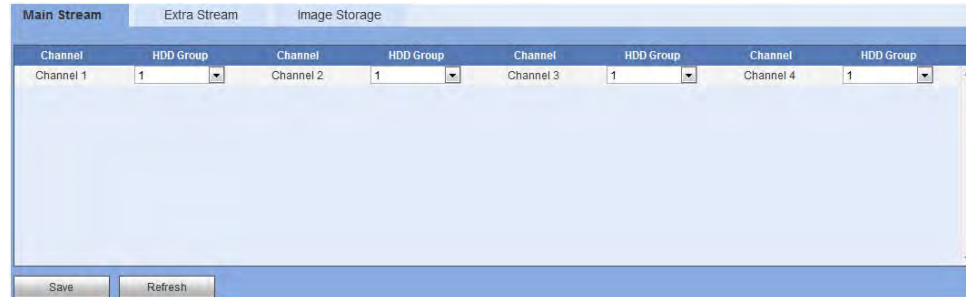 Main Stream Extra Stream Image Storage
Channel HDD Group Channel HDD Group Channel HDD Group Channel HDD Group
Channel 1 1 Channel 2 1 Channel 3 1 Channel 4 1
Save Refresh